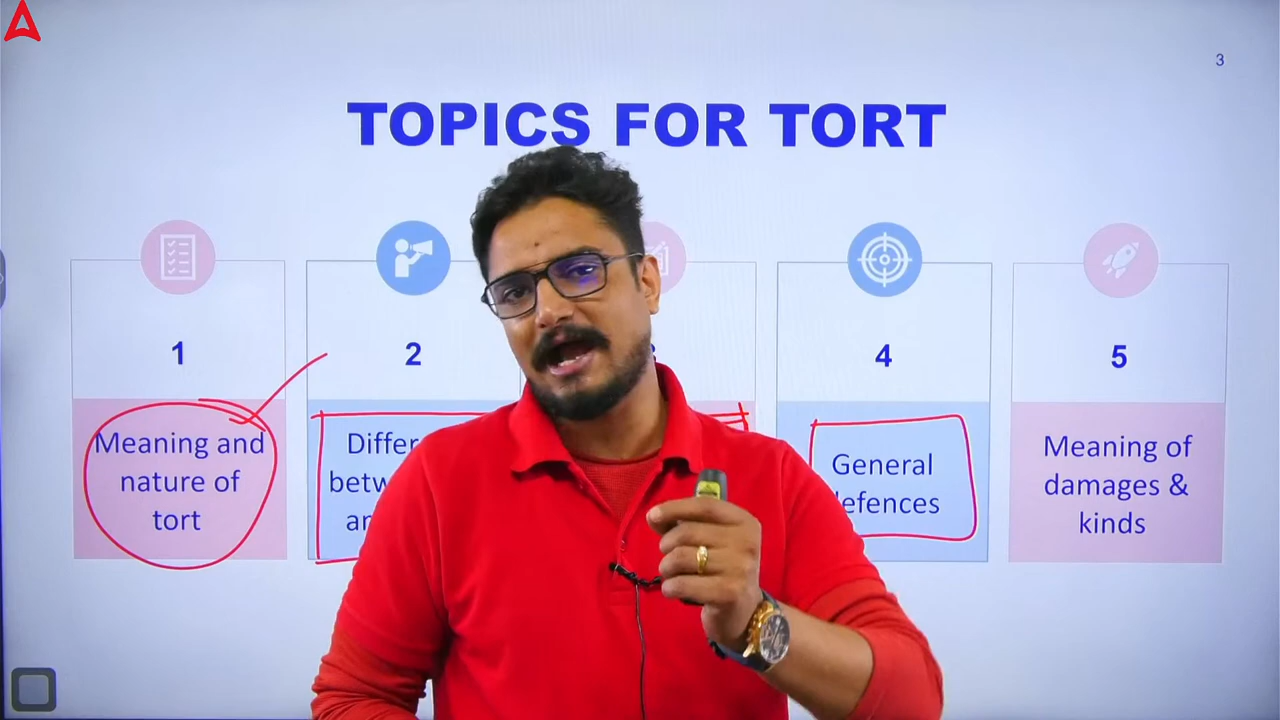 3
TOPICS FOR TORT
1
2
4
5
Meaning and
nature of
tort
General
Meaning of
damages &
kinds